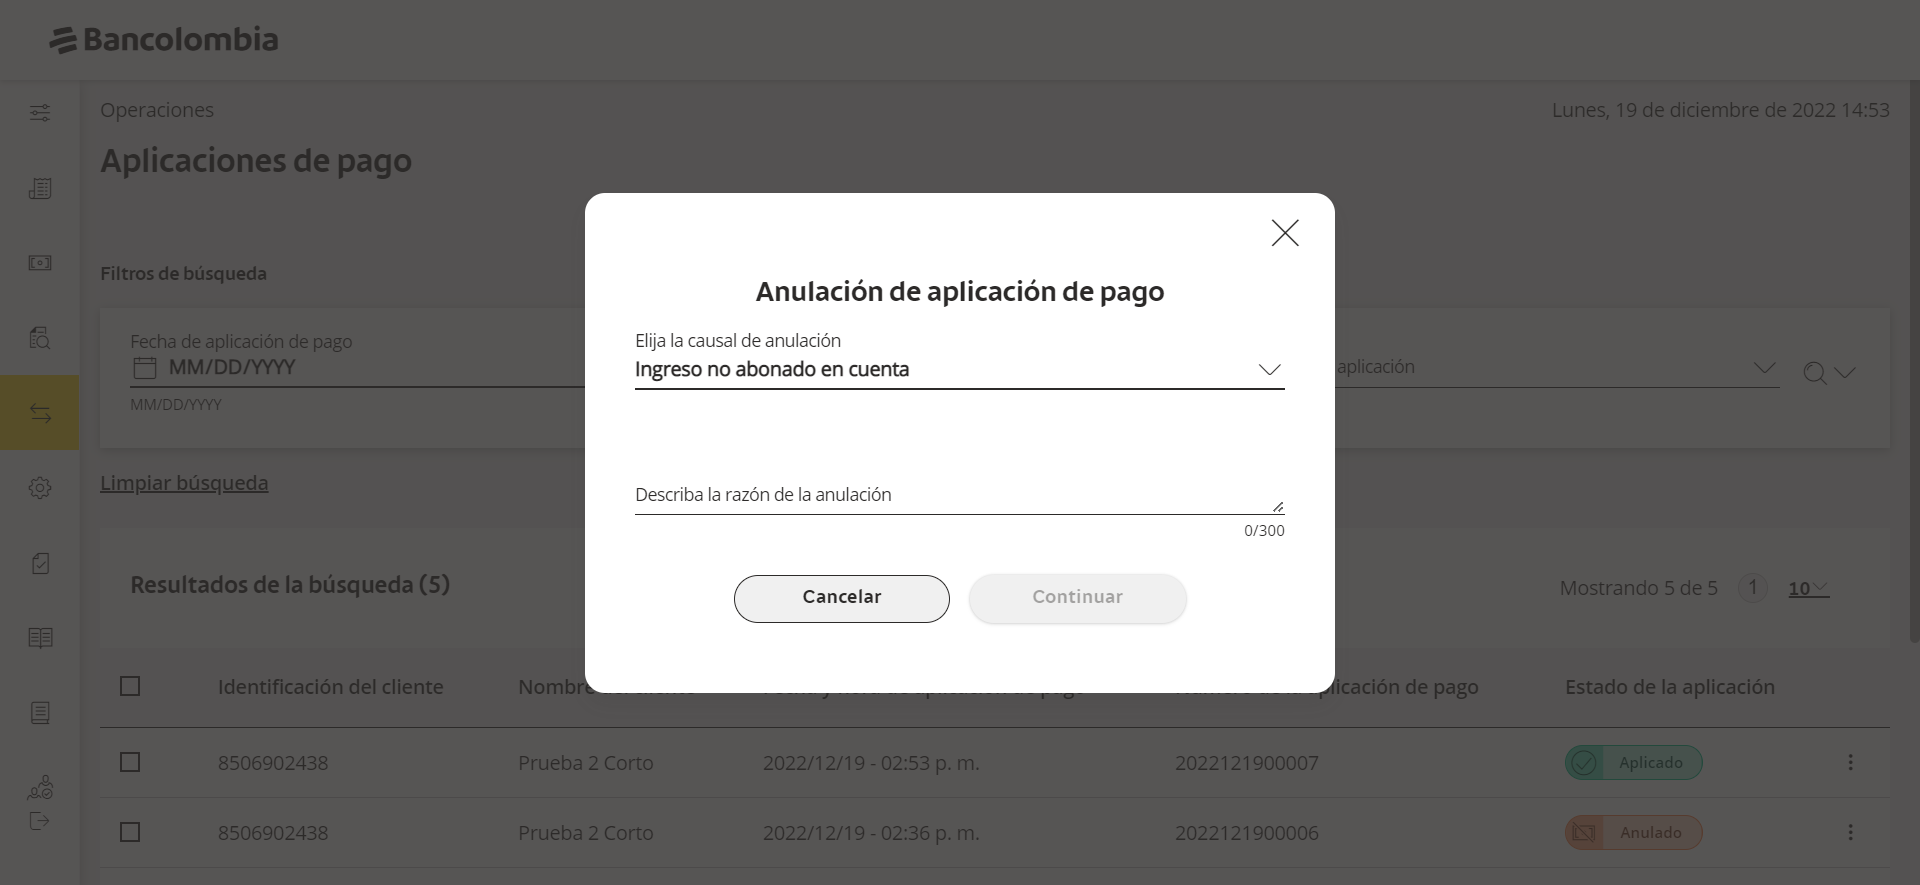 Bancolombia
Operaciones
Lunes, 19 de diciembre de 2022 14:53
Aplicaciones de pago
Filtros de búsqueda
Fecha de aplicación de pago
MM/DD/YYYY
MM/DD/YYYY
aplicación
Limpiar búsqueda
Anulación de aplicación de pago
Elija la causal de anulación
Ingreso no abonado en cuenta
Describa la razón de la anulación
0/300
Cancelar
Continuar
Resultados de la búsqueda (5)
Mostrando 5 de 5 1 10
Identificación del cliente Nombre de pago Estado de la aplicación
8506902438 Prueba 2 Corto 2022/12/19 - 02:53 p. m. 2022121900007 Aplicado
8506902438 Prueba 2 Corto 2022/12/19 - 02:36 p. m. 2022121900006 Anulado